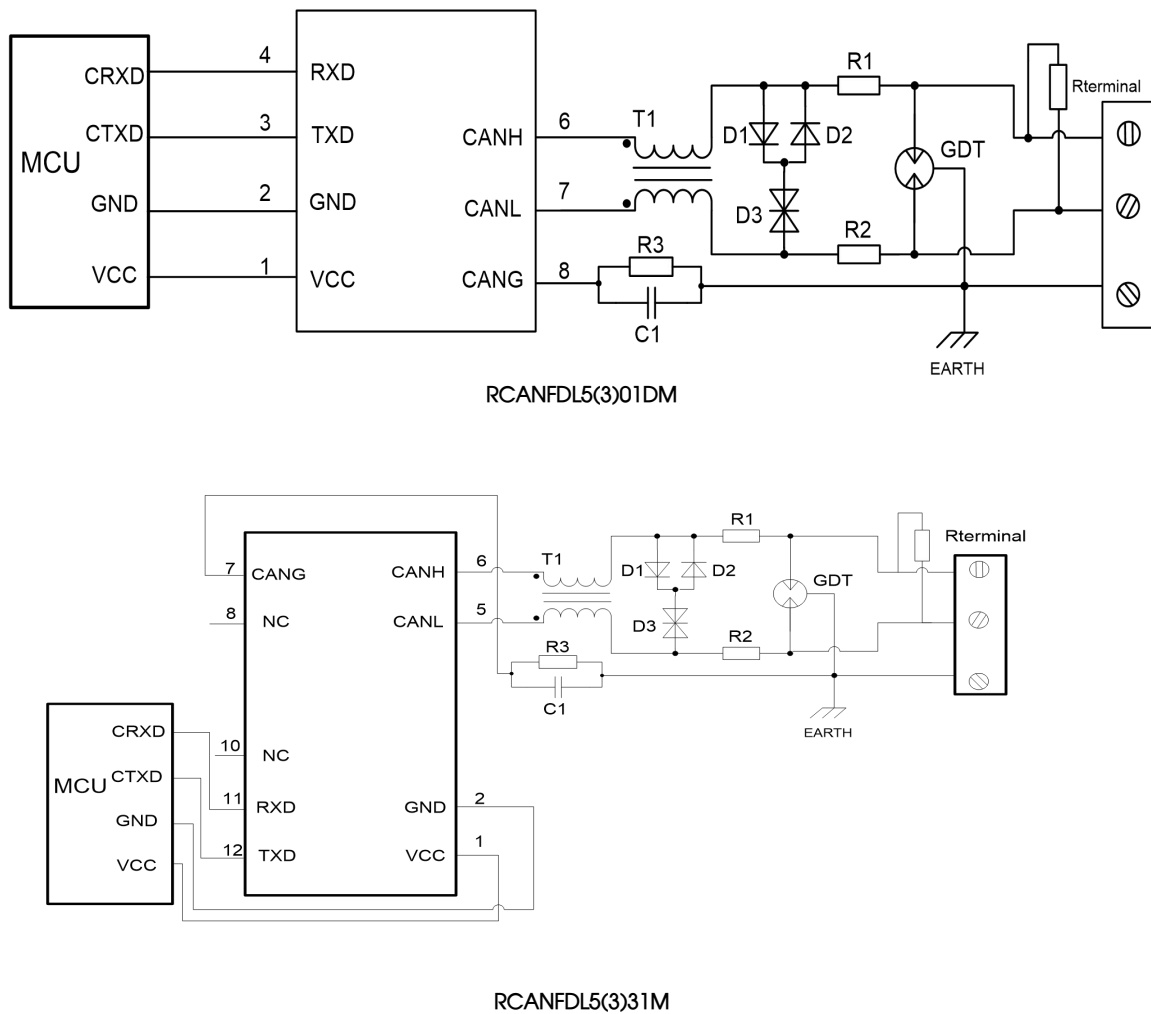 MCU
CRXD
CTXD
GND
VCC
4
3
2
1
RXD
TXD
GND
VCC
CANH
CANL
CANG
6
7
8
T1
D1
D2
D3
R1
R2
R3
C1
GDT
Rterminal
EARTH
RCANFDL5(3)01DM
7
8
CANG
NC
CANH
CANL
6
5
T1
D1
D2
D3
R1
R2
R3
C1
GDT
Rterminal
EARTH
MCU
CRXD
CTXD
GND
VCC
10
11
12
NC
RXD
TXD
GND
VCC
2
1
RCANFDL5(3)31M